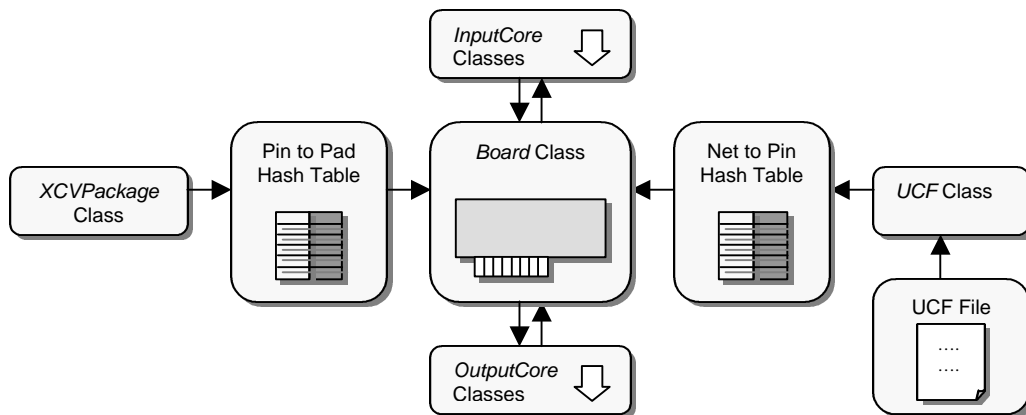 InputCore
Classes
Pin to Pad
Hash Table
Board Class
Net to Pin
Hash Table
XCVPackage
Class
UCF Class
UCF File
....
....
OutputCore
Classes